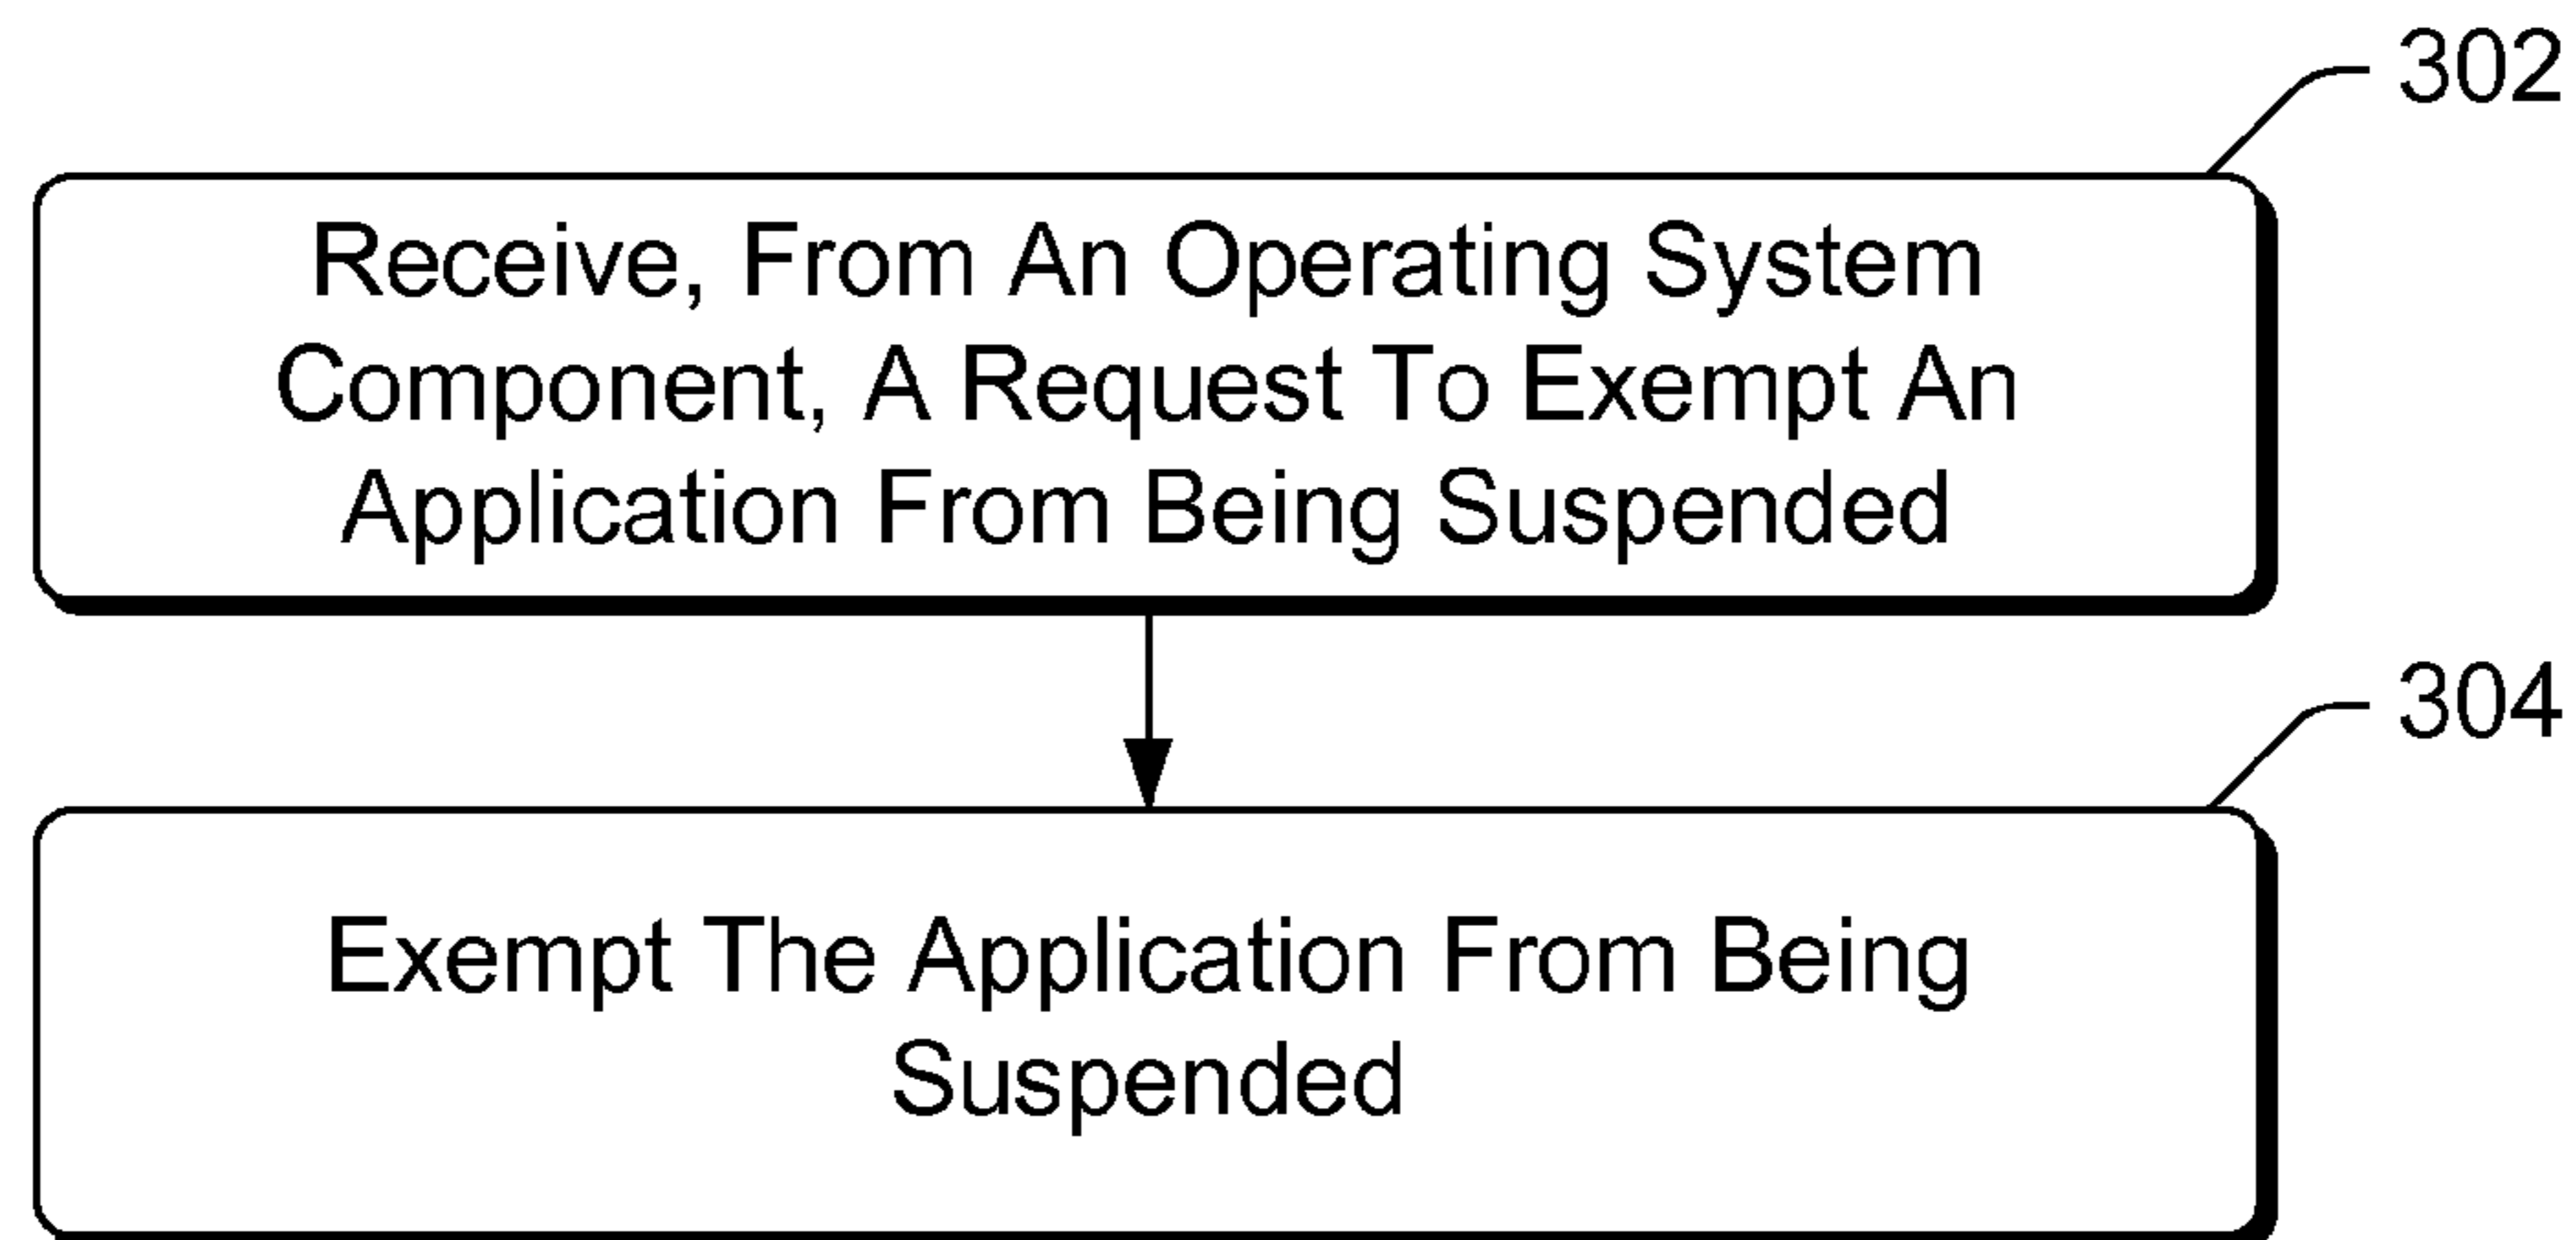 302
Receive, From An Operating System
Component, A Request To Exempt An
Application From Being Suspended
304
Exempt The Application From Being
Suspended